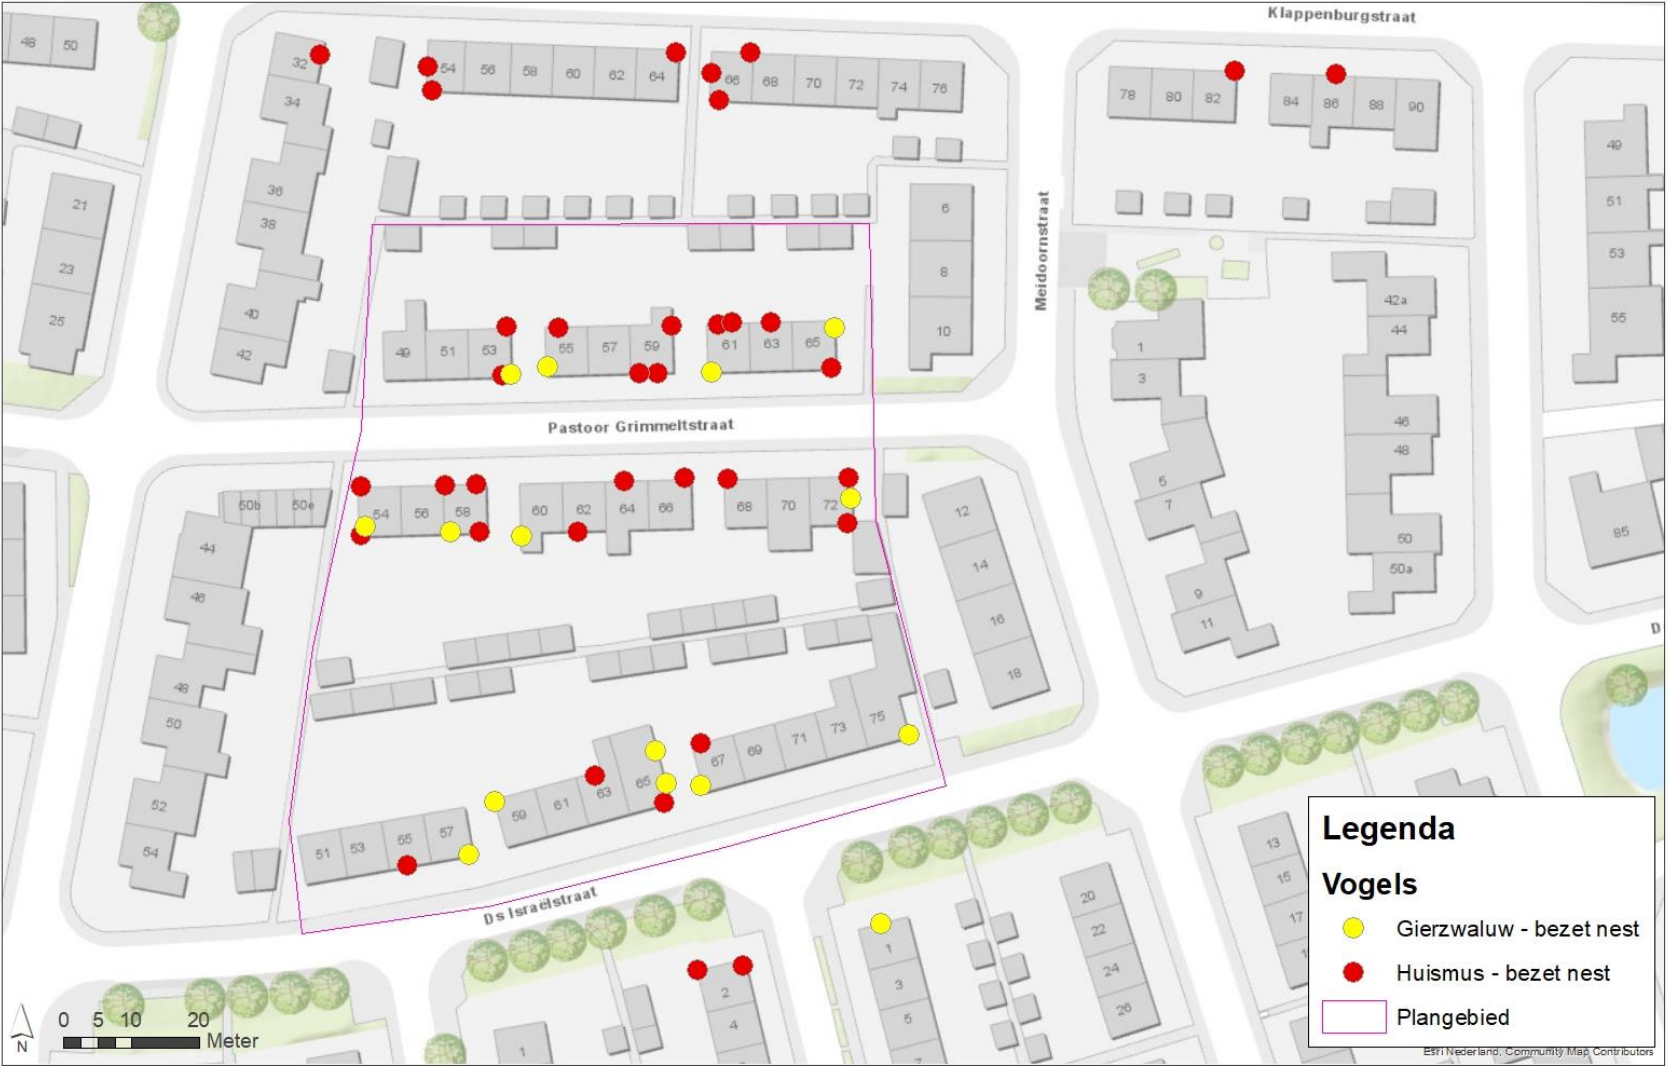 Klappenburgstraat
48 50
32
34
36
38
40
42
54 56 58 60 62 64
66 68 70 72 74 76
78 80 82
84 86 88 90
49
51
53
55
21
23
25
6
8
10
Meidoornstraat
42a
44
46
48
50
50a
1
3
5
7
9
11
49 51 53
55 57 59
61 63 65
Pastoor Grimmeltstraat
50b 50e
54 56 58
60 62 64 66
68 70 72
12
14
16
18
85
D
44
46
48
50
52
54
51 53 55 57
59 61 63 65
67 69 71 73 75
Ds Israëlstraat
13
15
17
1
3
5
7
20
22
24
26
2
4
1
Legenda
Vogels
Gierzwaluw - bezet nest
Huismus - bezet nest
Plangebied
0 5 10 20
Meter
N
Esri Nederland, Community Map Contributors